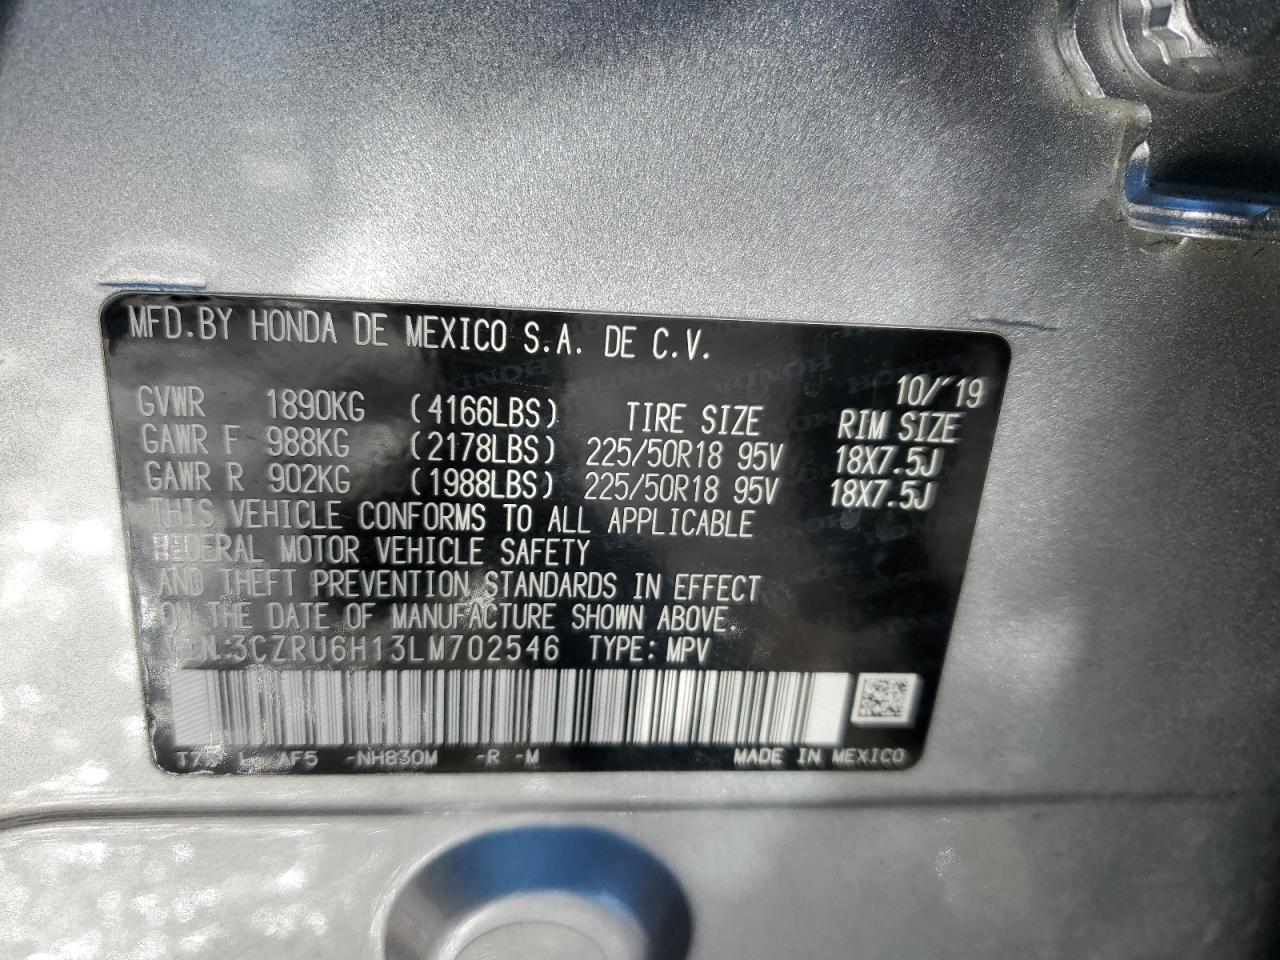 MFD.BY HONDA DE MEXICO S.A. DE C.V.
10/'19
GVWR 1890KG (4166LBS) TIRE SIZE RIM SIZE
GAWR F 988KG (2178LBS) 225/50R18 95V 18X7.5J
GAWR R 902KG (1988LBS) 225/50R18 95V 18X7.5J
THIS VEHICLE CONFORMS TO ALL APPLICABLE
FEDERAL MOTOR VEHICLE SAFETY
AND THEFT PREVENTION STANDARDS IN EFFECT
ON THE DATE OF MANUFACTURE SHOWN ABOVE.
V.I.N:3CZRU6H13LM702546 TYPE: MPV
AF5 -NH830M -R -M MADE IN MEXICO